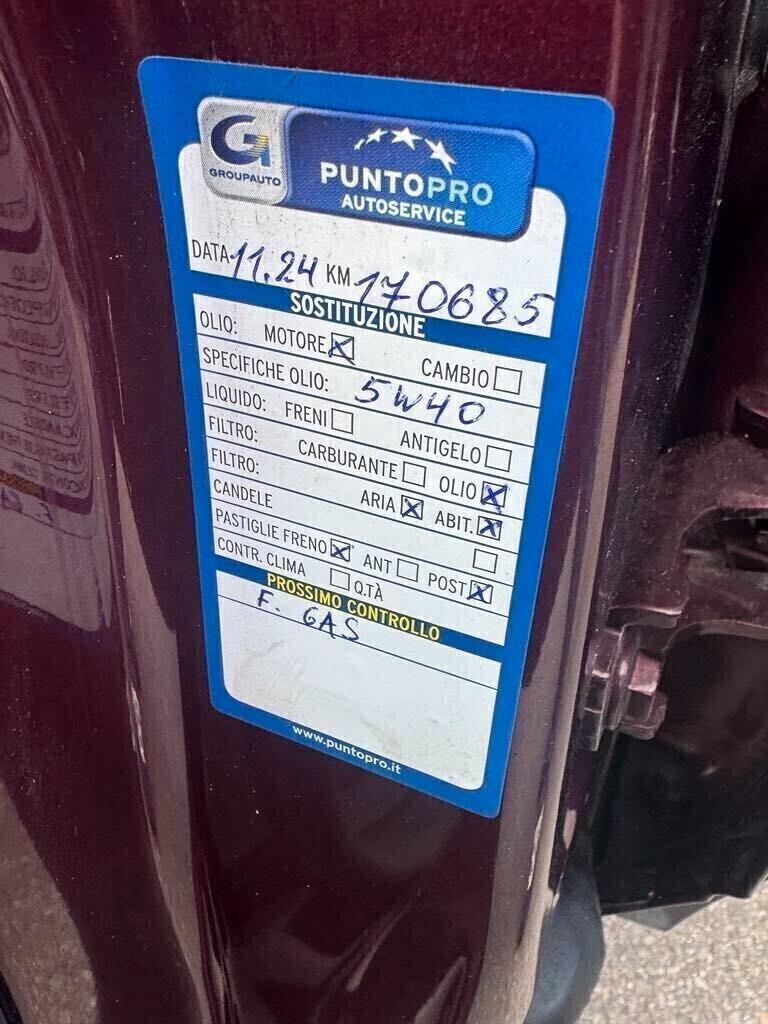 G
GROUPAUTO
PUNTOPRO
AUTOSERVICE
DATA 11.24 KM 170685
SOSTITUZIONE
OLIO: MOTORE CAMBIO
SPECIFICHE OLIO: 5W40
LIQUIDO: FRENI ANTIGELO
FILTRO: CARBURANTE OLIO
FILTRO: ARIA ABIT.
CANDELE
PASTIGLIE FRENO ANT POST
CONTR. CLIMA Q.TÀ
PROSSIMO CONTROLLO
F. GAS
www.puntopro.it